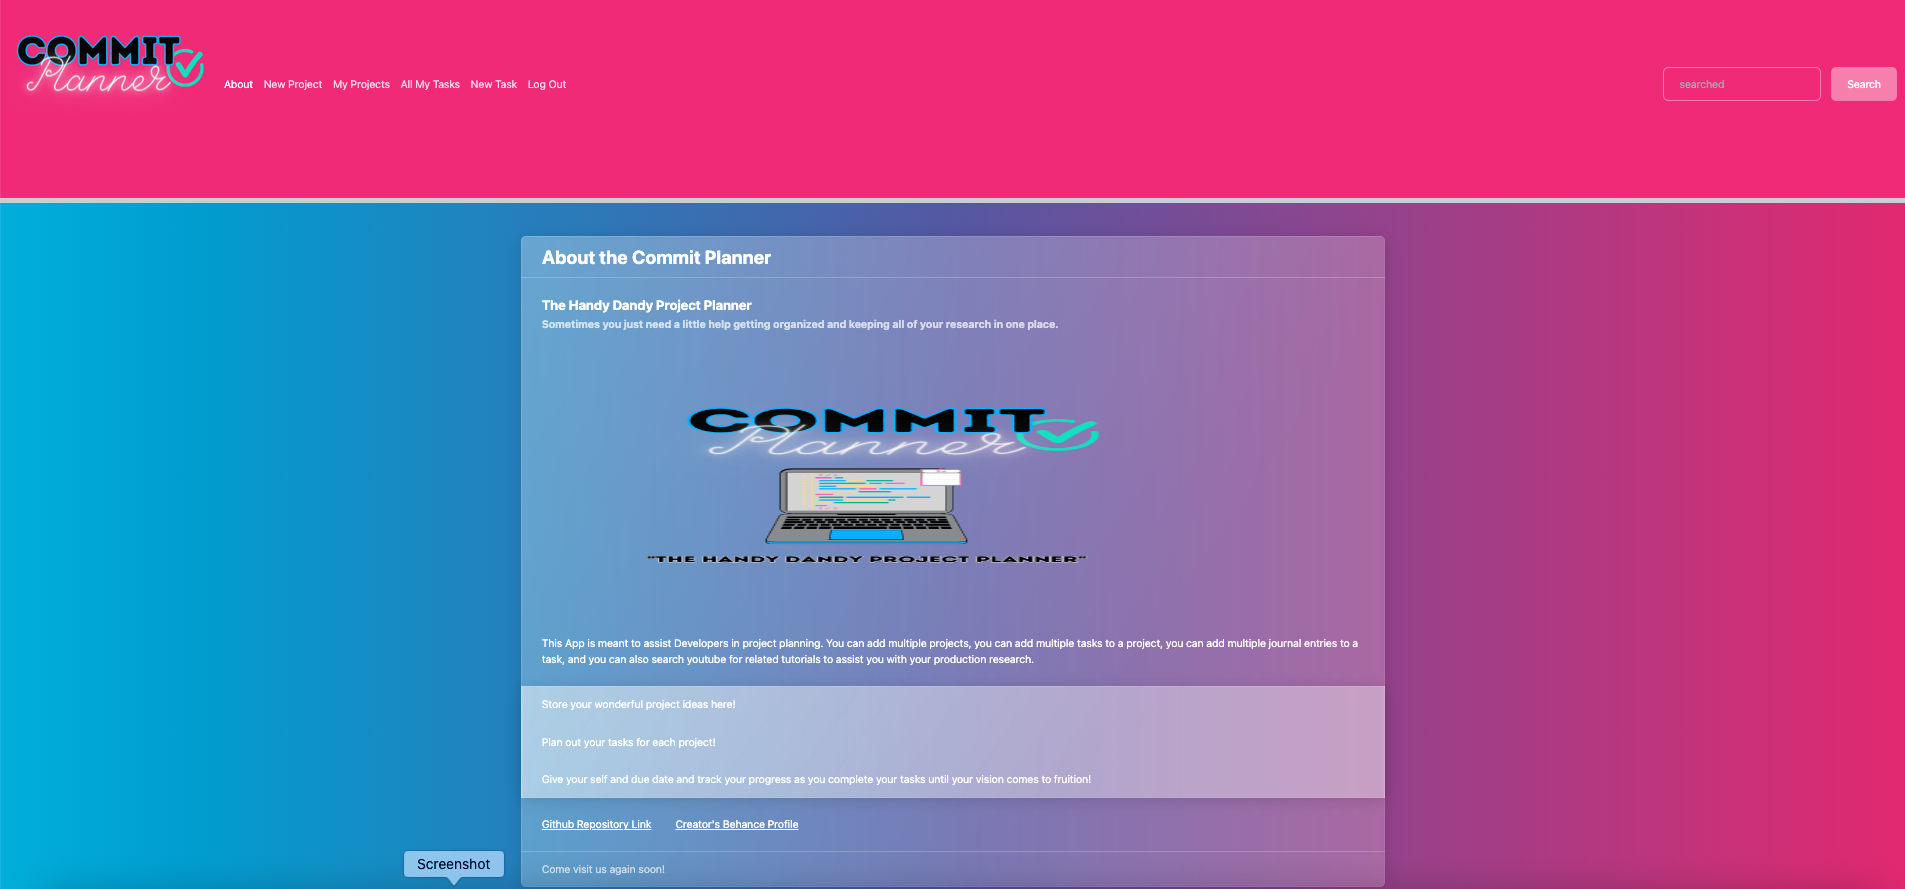 COMMIT
Planner
About New Project My Projects All My Tasks New Task Log Out
searched Search
About the Commit Planner
The Handy Dandy Project Planner
Sometimes you just need a little help getting organized and keeping all of your research in one place.
COMMIT
Planner
"THE HANDY DANDY PROJECT PLANNER"
This App is meant to assist Developers in project planning. You can add multiple projects, you can add multiple tasks to a project, you can add multiple journal entries to a
task, and you can also search youtube for related tutorials to assist you with your production research.
Store your wonderful project ideas here!
Plan out your tasks for each project!
Give your self and due date and track your progress as you complete your tasks until your vision comes to fruition!
Github Repository Link Creator's Behance Profile
Come visit us again soon!
Screenshot